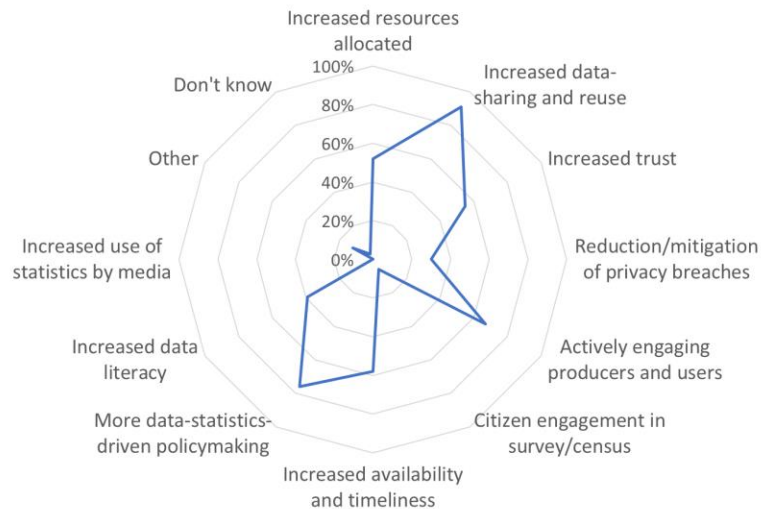 Increased resources
allocated
100%
80%
60%
40%
20%
0%
Increased data-
sharing and reuse
Increased trust
Reduction/mitigation
of privacy breaches
Actively engaging
producers and users
Citizen engagement in
survey/census
Increased availability
and timeliness
More data-statistics-
driven policymaking
Increased data
literacy
Increased use of
statistics by media
Other
Don't know